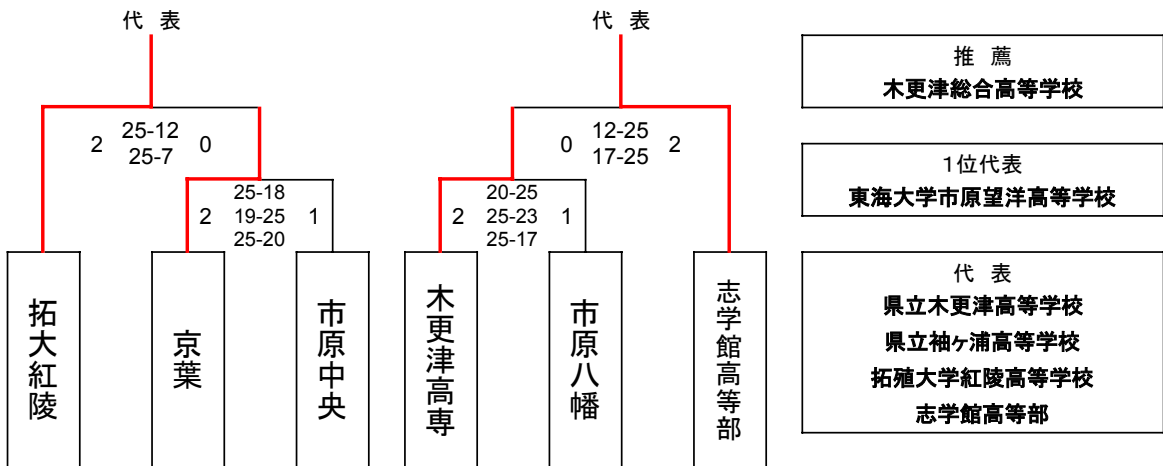 代 表
2 25-12 0
25-7
25-18
2 19-25 1
25-20
拓大紅陵
京葉
市原中央
代 表
0 12-25 2
17-25
20-25
2 25-23 1
25-17
木更津高専
市原八幡
志学館高等部
推 薦
木更津総合高等学校
1位代表
東海大学市原望洋高等学校
代 表
県立木更津高等学校
県立袖ヶ浦高等学校
拓殖大学紅陵高等学校
志学館高等部